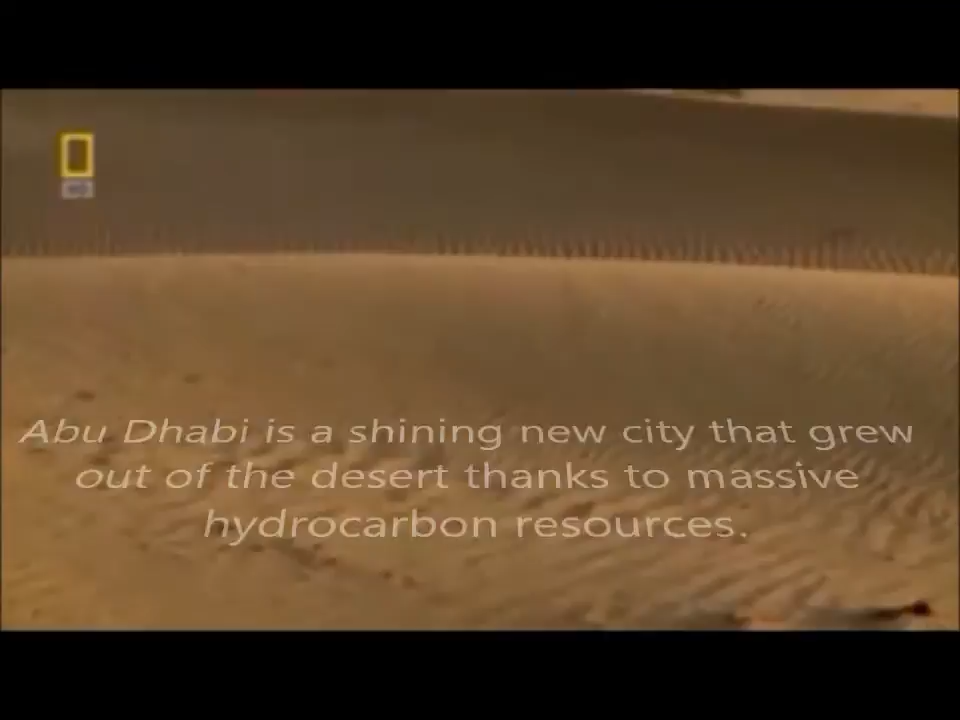 Abu Dhabi is a shining new city that grew
out of the desert thanks to massive
hydrocarbon resources.